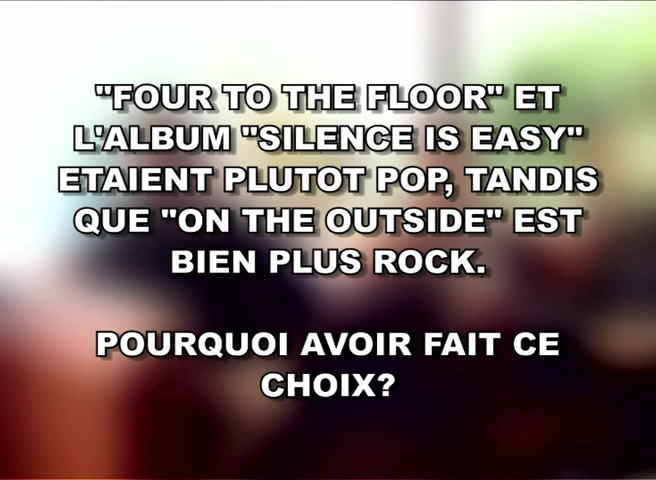 "FOUR TO THE FLOOR" ET
L'ALBUM "SILENCE IS EASY"
ETAIENT PLUTOT POP, TANDIS
QUE "ON THE OUTSIDE" EST
BIEN PLUS ROCK.
POURQUOI AVOIR FAIT CE
CHOIX?